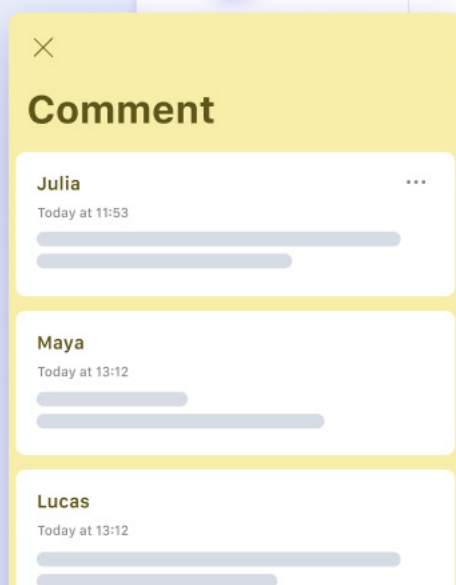 Comment
Julia
Today at 11:53
Maya
Today at 13:12
Lucas
Today at 13:12